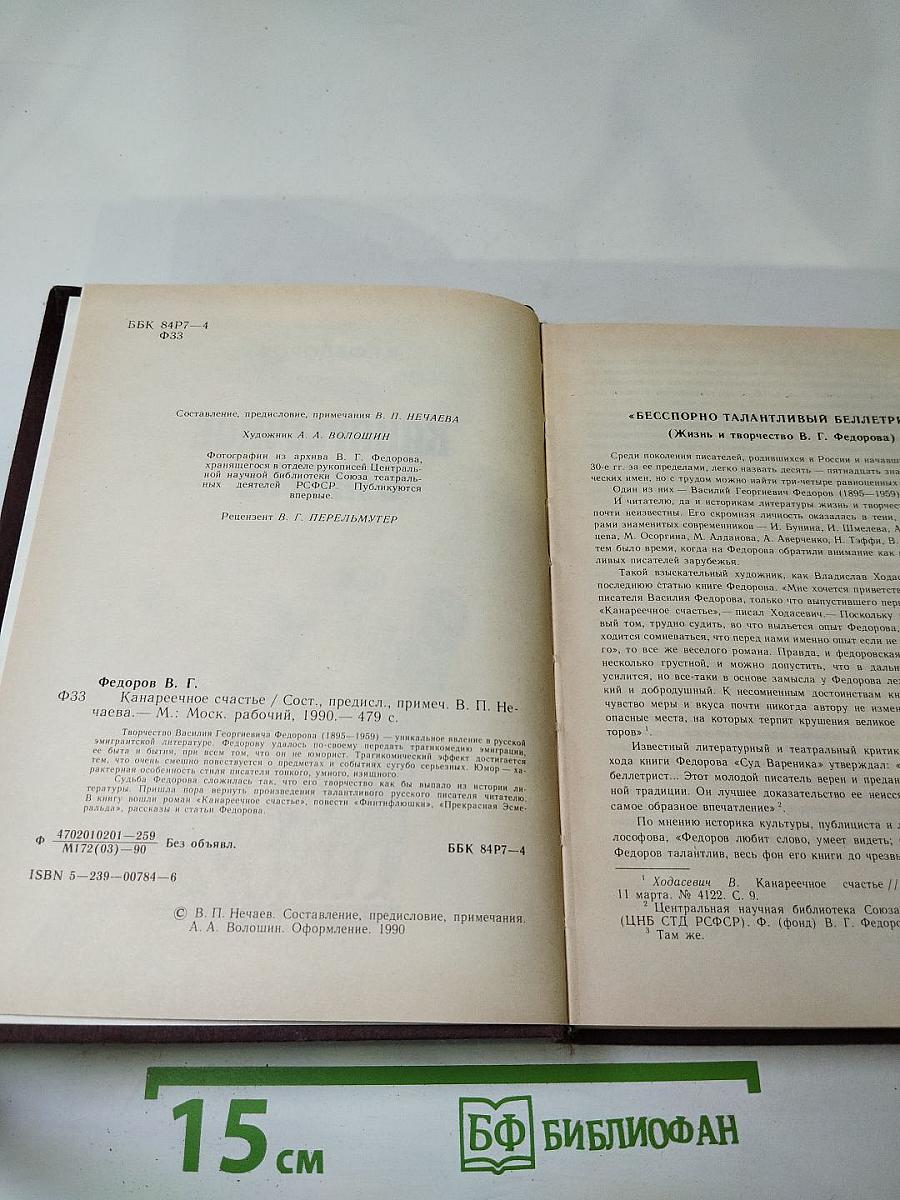 ББК 84Р7—4
Ф33
Составление, предисловие, примечания В. П. НЕЧАЕВА
Художник А. А. ВОЛОШИН
Фотографии из архива В. Г. Федорова,
хранящегося в отделе рукописей Централь-
ной научной библиотеки Союза театраль-
ных деятелей РСФСР. Публикуются
впервые.
Рецензент В. Г. ПЕРЕЛЬМУТЕР
Федоров В. Г.
Ф33 Канареечное счастье / Сост., предисл., примеч. В. П. Не-
чаева.— М.: Моск. рабочий, 1990.— 479 с.
Творчество Василия Георгиевича Федорова (1895—1959) — уникальное явление в русской
эмигрантской литературе. Федорову удалось по-своему передать трагикомедию эмиграции,
ее быта и бытия, при всем том, что он не юморист. Трагикомический эффект достигается
тем, что очень смешно повествуется о предметах и событиях сугубо серьезных. Юмор — ха-
рактерная особенность стиля писателя тонкого, умного, изящного.
Судьба Федорова сложилась так, что его творчество как бы выпало из истории ли-
тературы. Пришла пора вернуть произведения талантливого русского писателя читателю.
В книгу вошли роман «Канареечное счастье», повести «Финтифлюшки», «Прекрасная Эсме-
ральда», рассказы и статьи Федорова.
Ф 4702010201—259
М172(03)—90 Без объявл.
ББК 84Р7—4
ISBN 5—239—00784—6
© В. П. Нечаев. Составление, предисловие, примечания.
А. А. Волошин. Оформление. 1990
«БЕССПОРНО ТАЛАНТЛИВЫЙ БЕЛЛЕТРИ
(Жизнь и творчество В. Г. Федорова)
Среди поколения писателей, родившихся в России и начавш
30-е гг. за ее пределами, легко назвать десять — пятнадцать зна
ческих имен, но с трудом можно найти три-четыре равноценных
Один из них — Василий Георгиевич Федоров (1895—1959)
И читателю, да и историкам литературы жизнь и творчест
почти неизвестны. Его скромная личность оказалась в тени,
рами знаменитых современников — И. Бунина, И. Шмелева, А
цева, М. Осоргина, М. Алданова, А. Аверченко, Н. Тэффи, В.
тем было время, когда на Федорова обратили внимание как
ливых писателей зарубежья.
Такой взыскательный художник, как Владислав Ходас
последнюю статью книге Федорова. «Мне хочется приветств
писателя Василия Федорова, только что выпустившего пер
«Канареечное счастье»,— писал Ходасевич.— Поскольку
вый том, трудно судить, во что выльется опыт Федорова,
ходится сомневаться, что перед нами именно опыт если не
г», то все же веселого романа. Правда, и федоровская
несколько грустной, и можно допустить, что в дальн
усилится, но все-таки в основе замысла у Федорова ле
кий и добродушный. К несомненным достоинствам кн
чувство меры и вкуса почти никогда автору не измен
опасные места, на которых терпит крушения великое
торов» 1.
Известный литературный и театральный критик
хода книги Федорова «Суд Вареника» утверждал: «
беллетрист... Этот молодой писатель верен и предан
ной традиции. Он лучшее доказательство ее неисс
самое образное впечатление» 2.
По мнению историка культуры, публициста и л
лософова, «Федоров любит слово, умеет видеть;
Федоров талантлив, весь фон его книги до чрезвы
1 Ходасевич В. Канареечное счастье //
11 марта. № 4122. С. 9.
2 Центральная научная библиотека Союза
(ЦНБ СТД РСФСР). Ф. (фонд) В. Г. Федоро
3 Там же.
15 см
БФ БИБЛИОФАН